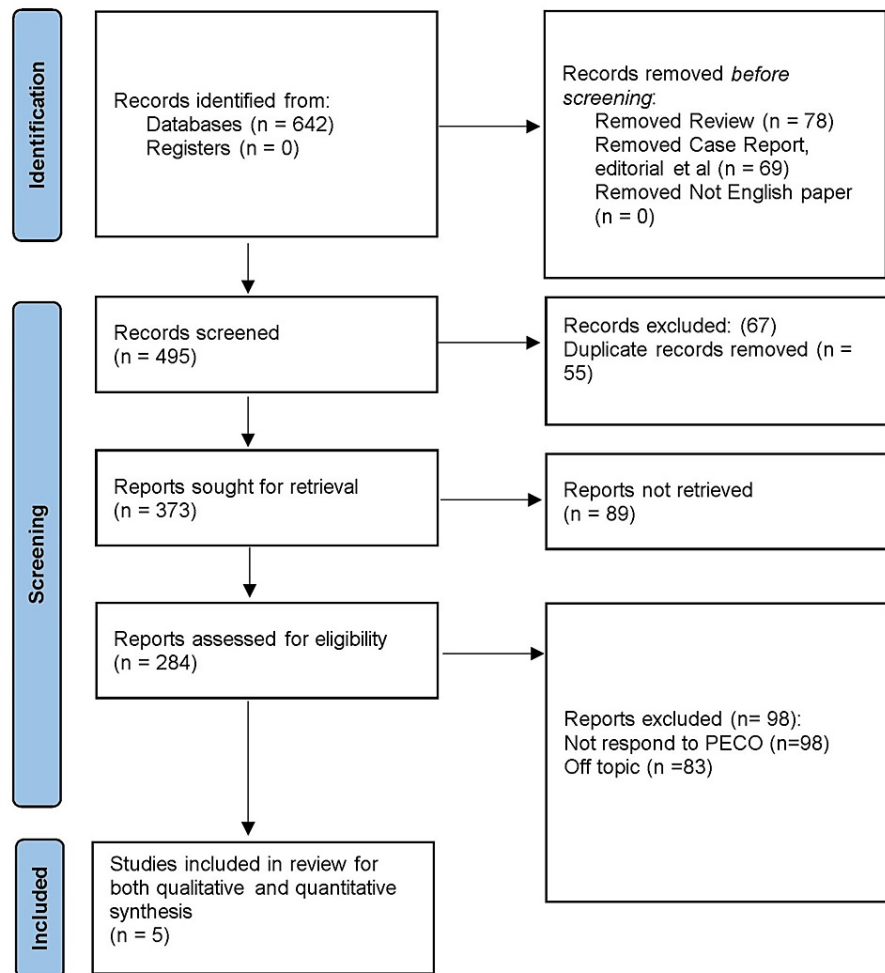 Identification
Records identified from:
Databases (n = 642)
Registers (n = 0)
Records removed before
screening:
Removed Review (n = 78)
Removed Case Report,
editorial et al (n = 69)
Removed Not English paper
(n = 0)
Screening
Records screened
(n = 495)
Records excluded: (67)
Duplicate records removed (n =
55)
Reports sought for retrieval
(n = 373)
Reports not retrieved
(n = 89)
Reports assessed for eligibility
(n = 284)
Reports excluded (n= 98):
Not respond to PECO (n=98)
Off topic (n =83)
Included
Studies included in review for
both qualitative and quantitative
synthesis
(n = 5)